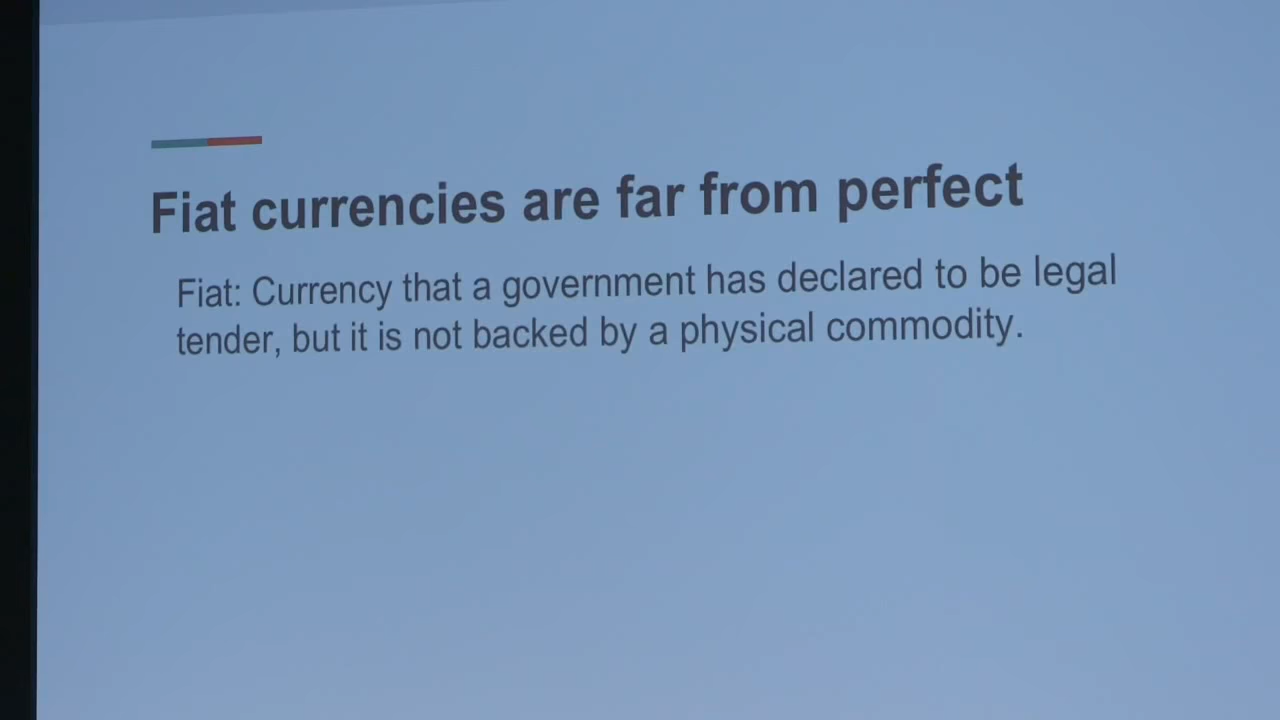 Fiat currencies are far from perfect
Fiat: Currency that a government has declared to be legal
tender, but it is not backed by a physical commodity.